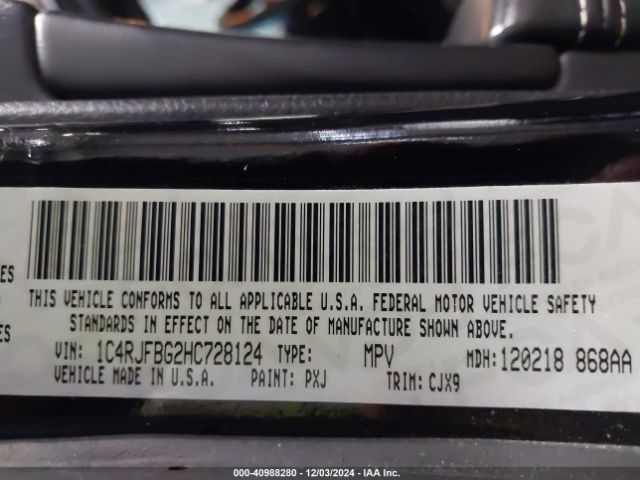 THIS VEHICLE CONFORMS TO ALL APPLICABLE U.S.A. FEDERAL MOTOR VEHICLE SAFETY
STANDARDS IN EFFECT ON THE DATE OF MANUFACTURE SHOWN ABOVE.
VIN: 1C4RJFBG2HC728124 TYPE: MPV MDH:120218 868AA
VEHICLE MADE IN U.S.A. PAINT: PXJ TRIM: CJX9
ES
ES
000-40988280 - 12/03/2024 - IAA Inc.